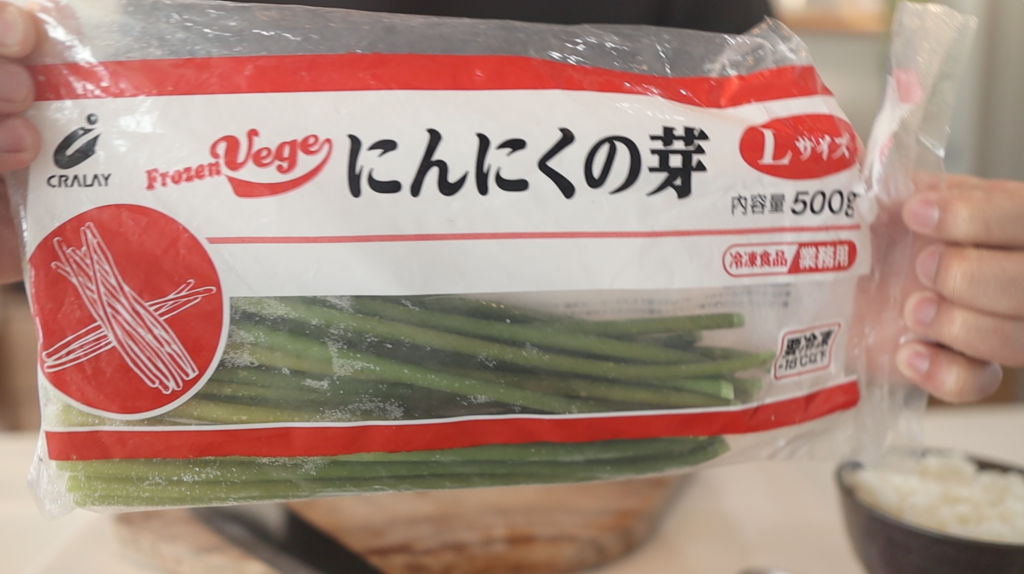 CRALAY
Frozen Vege
にんにくの芽
Lサイズ
内容量 500g
冷凍食品 業務用
要冷凍
-18℃以下